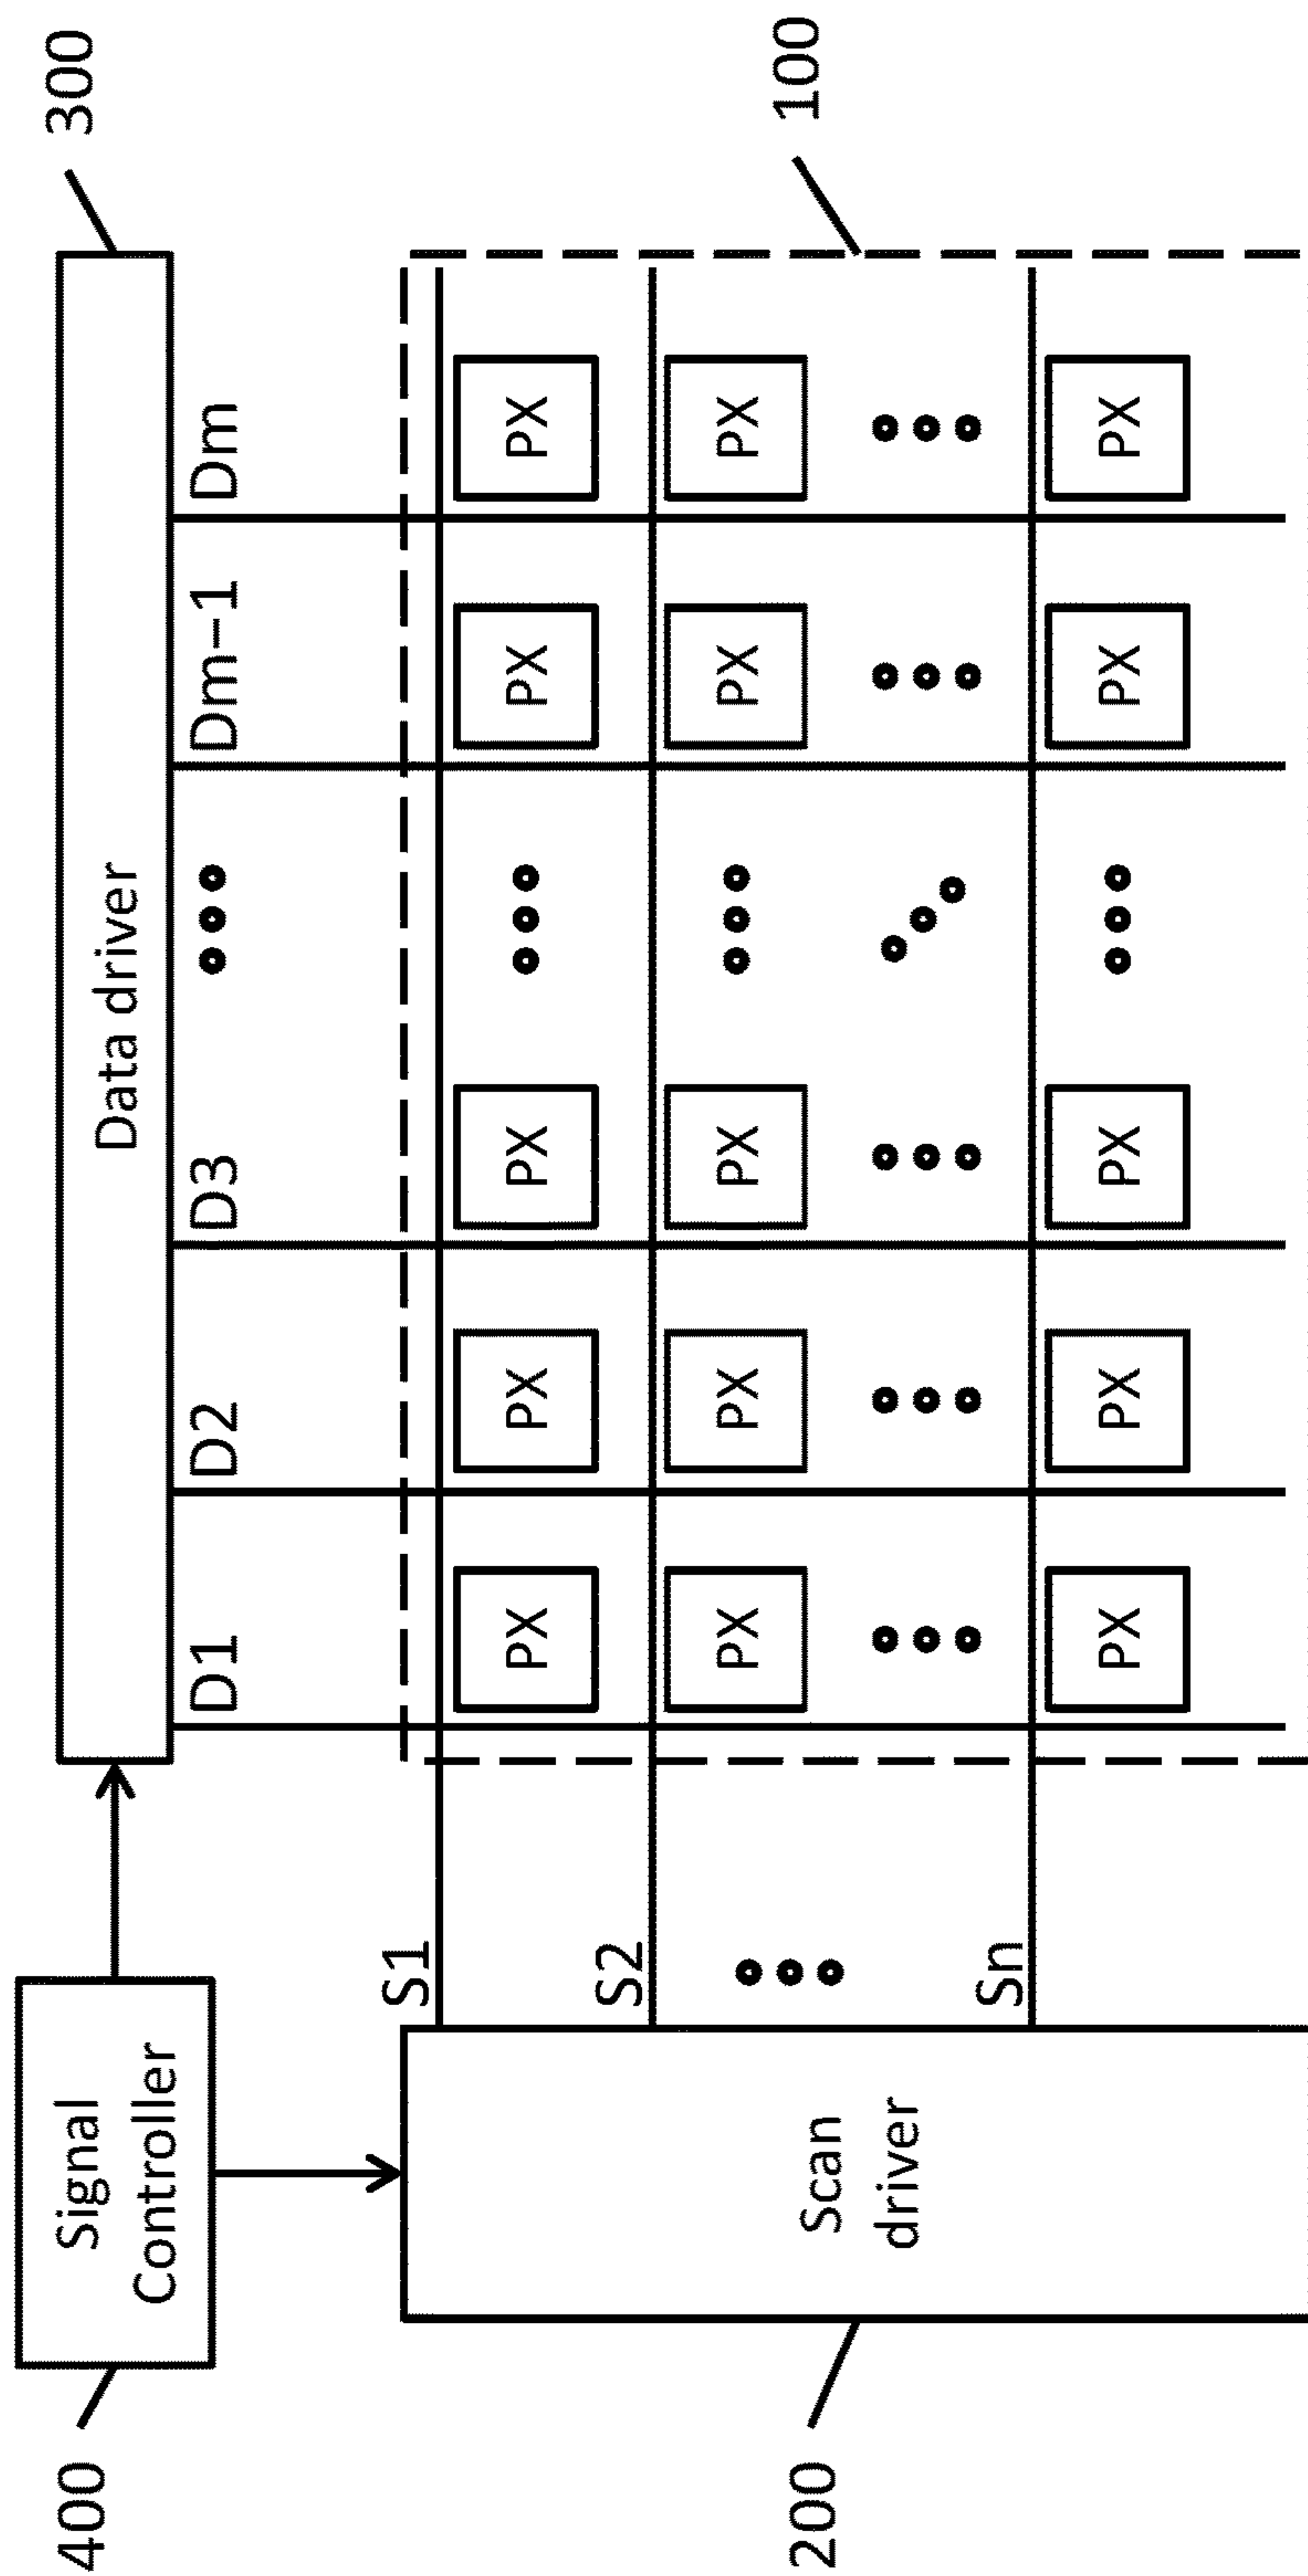 400
Signal
Controller
Data driver
300
D1
D2
D3
Dm−1
Dm
S1
PX
PX
PX
PX
PX
S2
PX
PX
PX
PX
PX
Sn
PX
PX
PX
PX
PX
Scan
driver
200
100